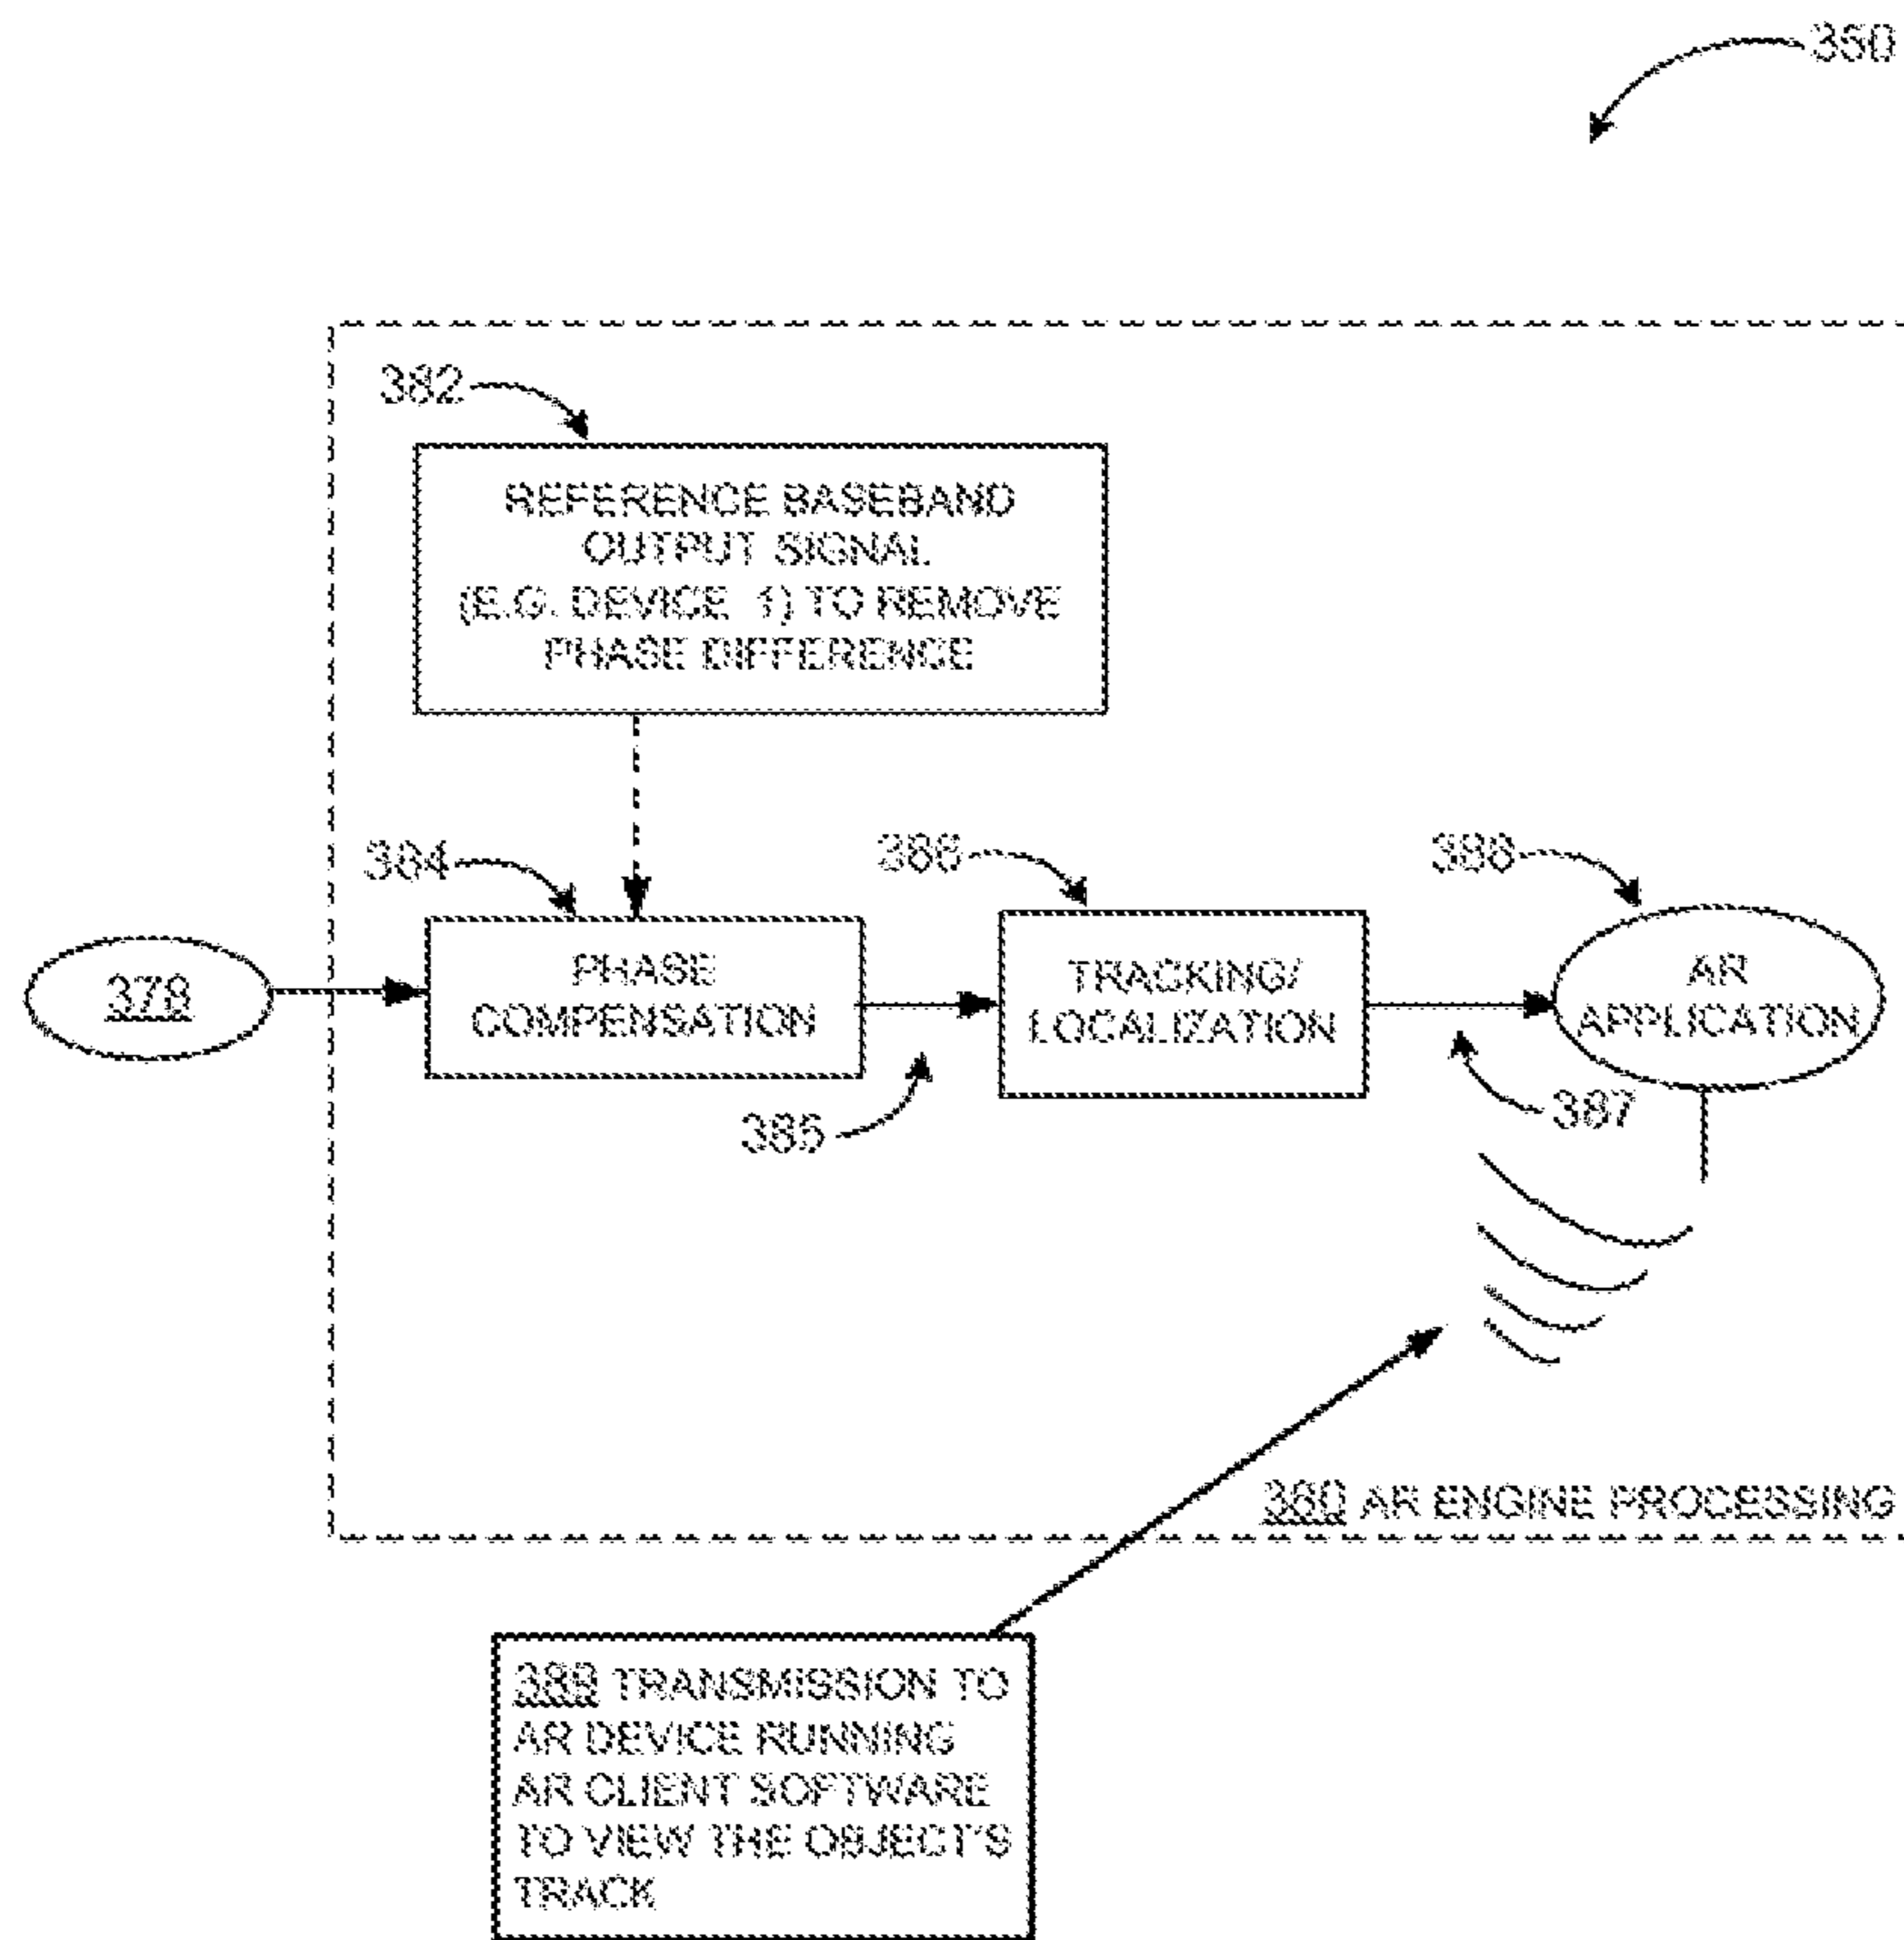 350
382
REFERENCE BASEBAND
OUTPUT SIGNAL
(E.G. DEVICE 1) TO REMOVE
PHASE DIFFERENCE
384
386
388
378
PHASE
COMPENSATION
TRACKING/
LOCALIZATION
AR
APPLICATION
385
387
380 AR ENGINE PROCESSING
389 TRANSMISSION TO
AR DEVICE RUNNING
AR CLIENT SOFTWARE
TO VIEW THE OBJECT'S
TRACK